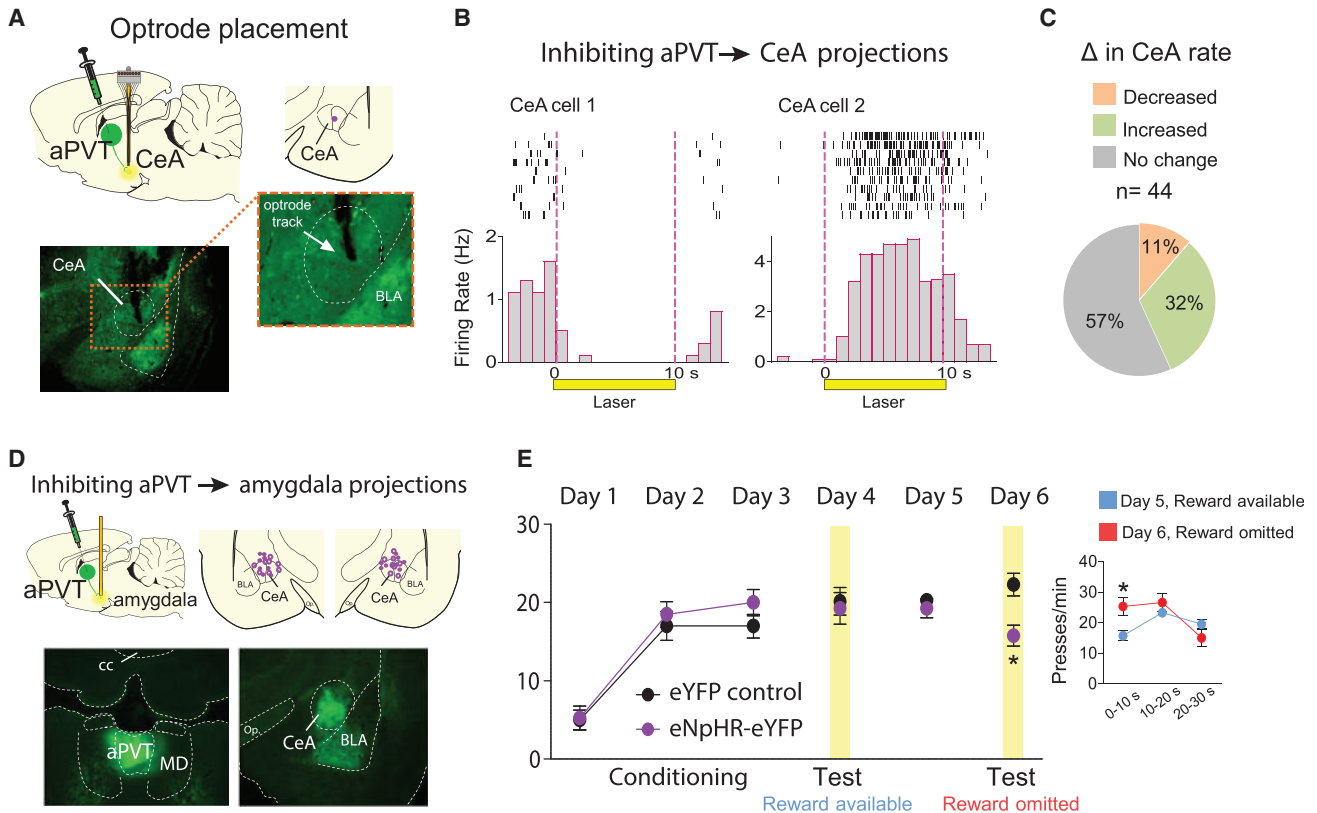 A
Optrode placement
aPVT
CeA
CeA
CeA
optrode
track
BLA
B
Inhibiting aPVT→ CeA projections
CeA cell 1
CeA cell 2
Firing Rate (Hz)
2
1
0
0
10 s
Laser
4
2
0
0
10 s
Laser
C
Δ in CeA rate
Decreased
Increased
No change
n= 44
11%
32%
57%
D
Inhibiting aPVT → amygdala projections
aPVT
amygdala
BLA
CeA
Op.
BLA
CeA
Op.
cc
aPVT
MD
Op.
CeA
BLA
E
Day 1
Day 2
Day 3
Day 4
Day 5
Day 6
30
20
10
0
eYFP control
eNpHR-eYFP
*
Conditioning
Test
Test
Reward available
Reward omitted
Day 5, Reward available
Day 6, Reward omitted
Presses/min
40
30
20
10
0
*
0-10 s
10-20 s
20-30 s